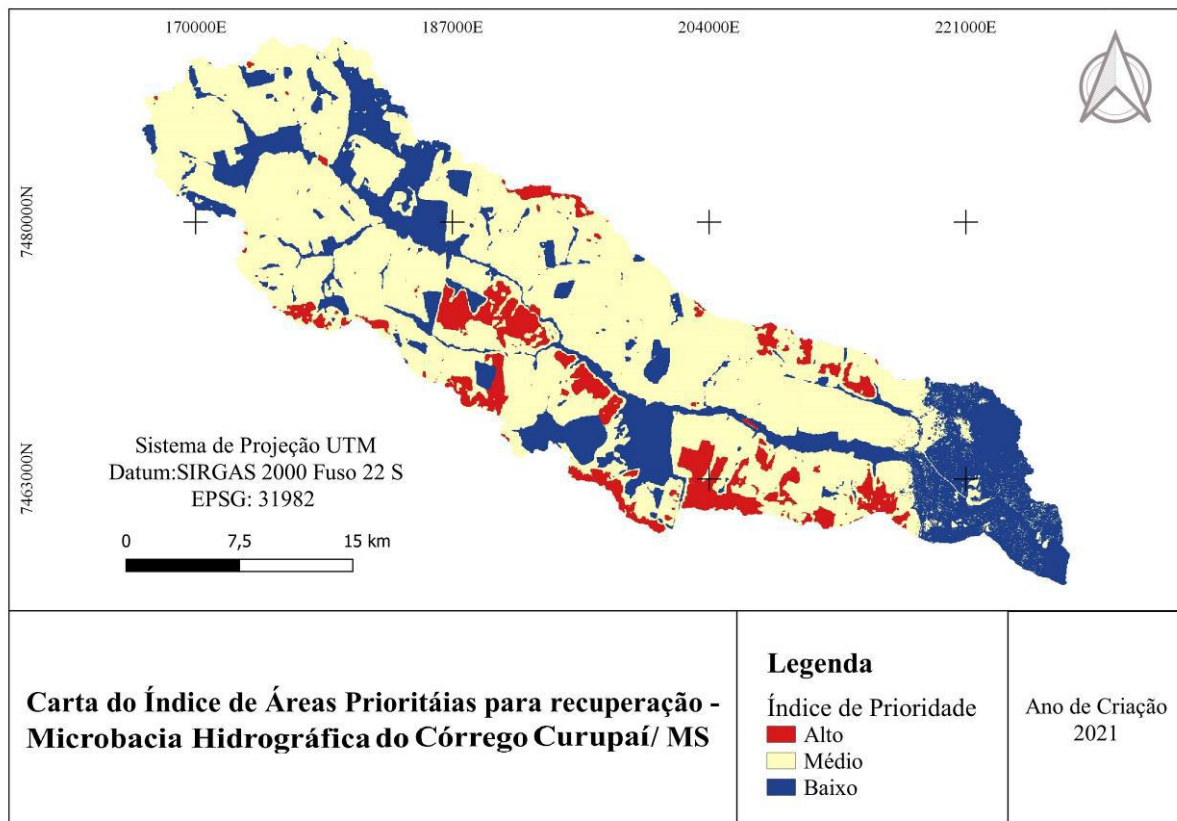 170000E
187000E
204000E
221000E
7480000N
7463000N
Sistema de Projeção UTM
Datum:SIRGAS 2000 Fuso 22 S
EPSG: 31982
0 7,5 15 km
Carta do Índice de Áreas Prioritáias para recuperação -
Microbacia Hidrográfica do Córrego Curupaí/ MS
Legenda
Índice de Prioridade
Alto
Médio
Baixo
Ano de Criação
2021